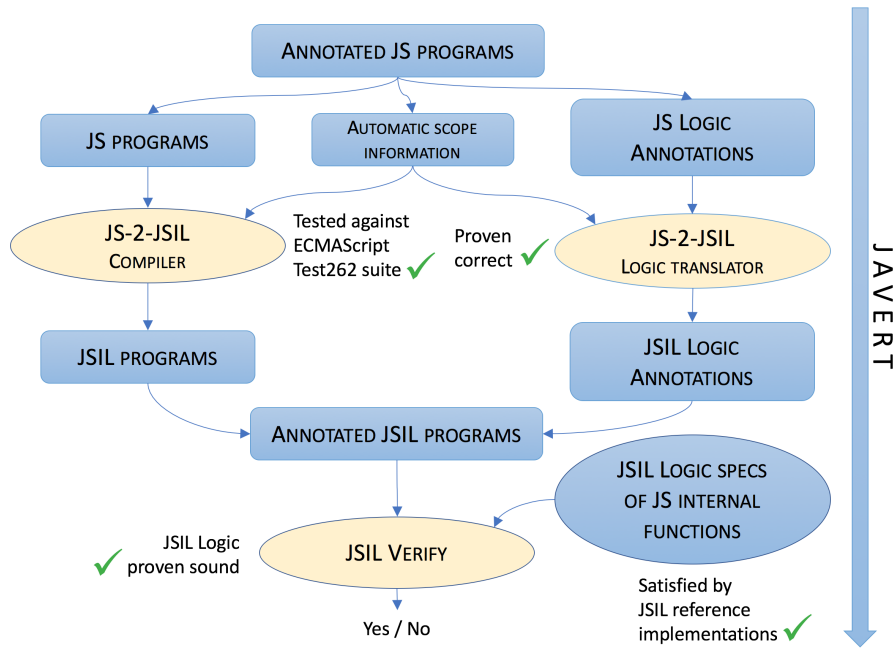 ANNOTATED JS PROGRAMS
JS PROGRAMS
AUTOMATIC SCOPE
INFORMATION
JS LOGIC
ANNOTATIONS
JS-2-JSIL
COMPILER
Tested against
ECMAScript
Test262 suite
Proven
correct
JS-2-JSIL
LOGIC TRANSLATOR
JSIL PROGRAMS
JSIL LOGIC
ANNOTATIONS
ANNOTATED JSIL PROGRAMS
JSIL LOGIC SPECS
OF JS INTERNAL
FUNCTIONS
JSIL Logic
proven sound
JSIL VERIFY
Satisfied by
JSIL reference
implementations
Yes / No
JAVERT